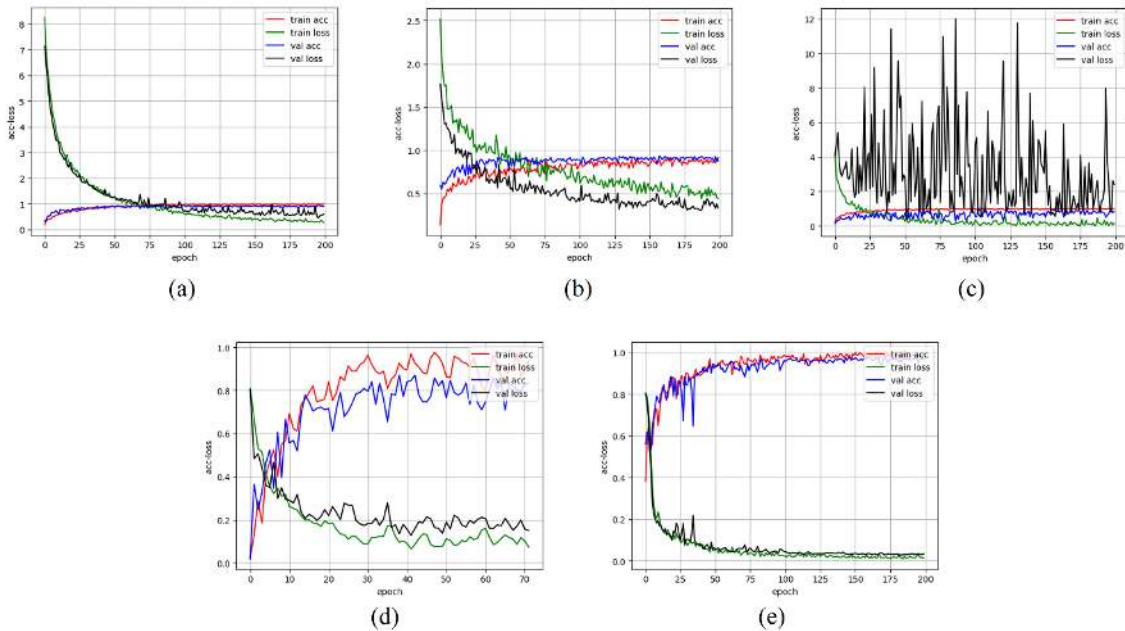 8
7
6
5
4
3
2
1
0
acc-loss
train acc
train loss
val acc
val loss
0 25 50 75 100 125 150 175 200
epoch
(a)
2.5
2.0
1.5
1.0
0.5
acc-loss
train acc
train loss
val acc
val loss
0 25 50 75 100 125 150 175 200
epoch
(b)
12
10
8
6
4
2
0
acc-loss
train acc
train loss
val acc
val loss
0 25 50 75 100 125 150 175 200
epoch
(c)
1.0
0.8
0.6
0.4
0.2
0.0
acc-loss
train acc
train loss
val acc
val loss
0 10 20 30 40 50 60 70
epoch
(d)
1.0
0.8
0.6
0.4
0.2
0.0
acc-loss
train acc
train loss
val acc
val loss
0 25 50 75 100 125 150 175 200
epoch
(e)